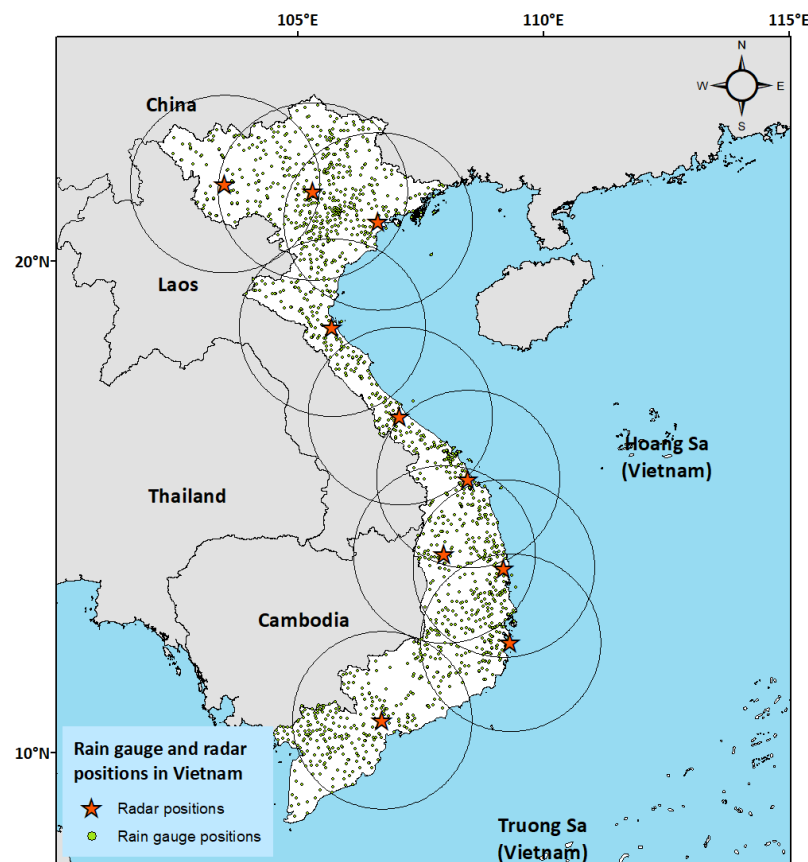 105°E
110°E
115°E
N
W
E
S
China
20°N
Laos
Hoang Sa
(Vietnam)
Thailand
Cambodia
10°N
Rain gauge and radar
positions in Vietnam
Radar positions
Rain gauge positions
Truong Sa
(Vietnam)